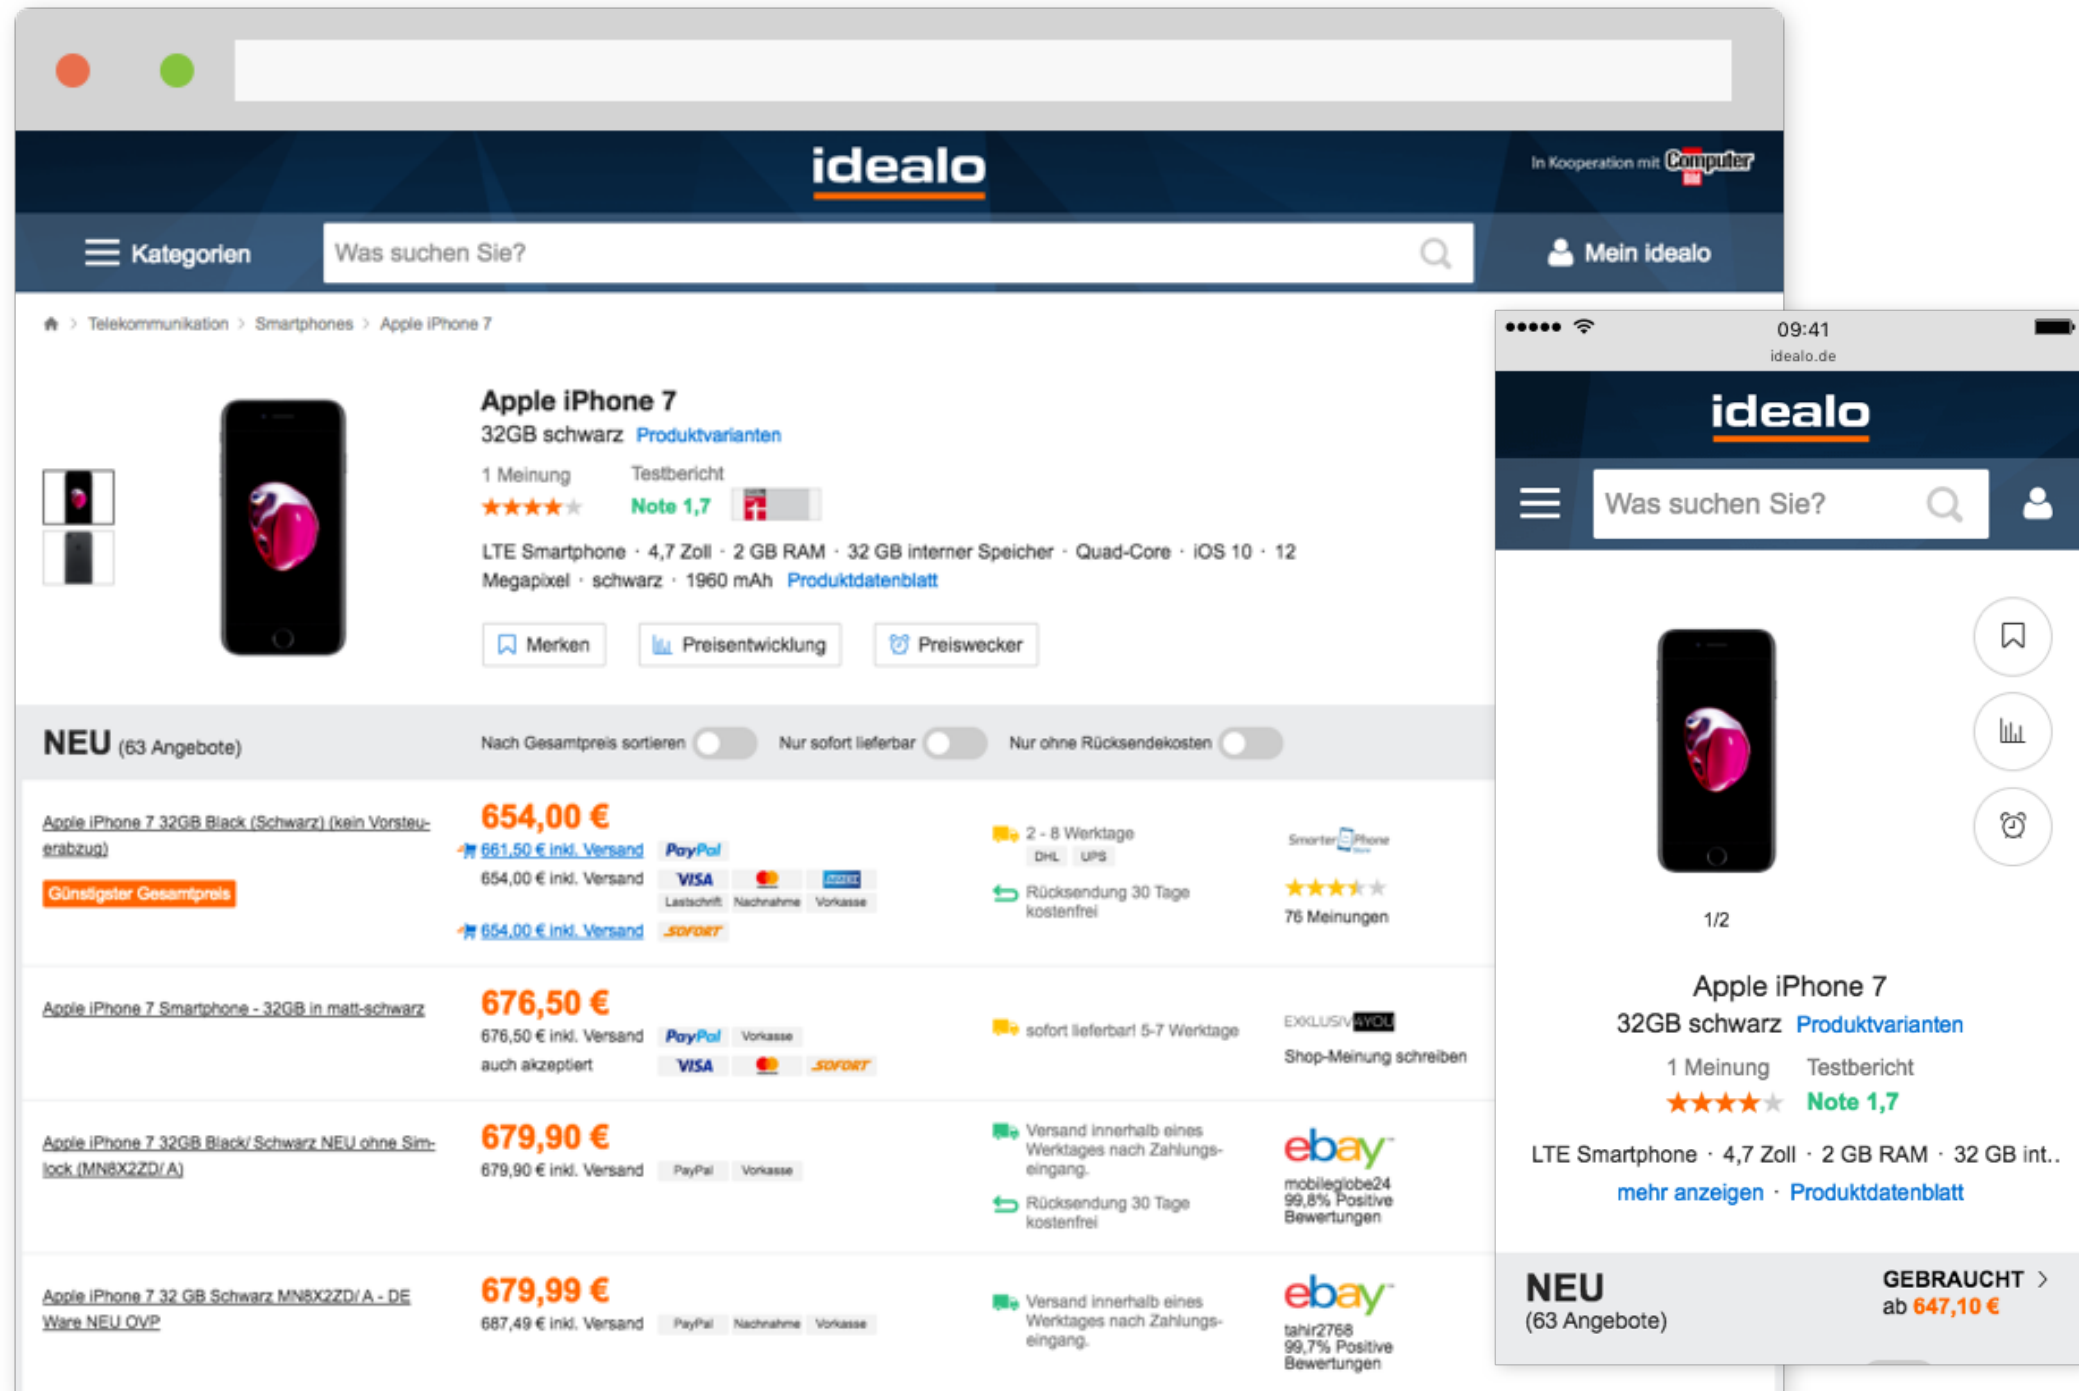 idealo
In Kooperation mit Computer Bild
Kategorien
Was suchen Sie?
Mein idealo
> Telekommunikation > Smartphones > Apple iPhone 7
Apple iPhone 7
32GB schwarz Produktvarianten
1 Meinung Testbericht
Note 1,7
LTE Smartphone · 4,7 Zoll · 2 GB RAM · 32 GB interner Speicher · Quad-Core · iOS 10 · 12
Megapixel · schwarz · 1960 mAh Produktdatenblatt
Merken Preisentwicklung Preiswecker
NEU (63 Angebote) Nach Gesamtpreis sortieren Nur sofort lieferbar Nur ohne Rücksendekosten
Apple iPhone 7 32GB Black (Schwarz) (kein Vorsteu-
erabzug)
Günstigster Gesamtpreis
654,00 €
661,50 € inkl. Versand PayPal
654,00 € inkl. Versand VISA AMEX
Lastschrift Nachnahme Vorkasse
654,00 € inkl. Versand SOFORT
2 - 8 Werktage
DHL UPS
Rücksendung 30 Tage
kostenfrei
Smarter Phone Store
76 Meinungen
Apple iPhone 7 Smartphone - 32GB in matt-schwarz
676,50 €
676,50 € inkl. Versand PayPal Vorkasse
auch akzeptiert VISA SOFORT
sofort lieferbar! 5-7 Werktage
EXKLUSIV4YOU
Shop-Meinung schreiben
Apple iPhone 7 32GB Black/ Schwarz NEU ohne Sim-
lock (MN8X2ZD/ A)
679,90 €
679,90 € inkl. Versand PayPal Vorkasse
Versand innerhalb eines
Werktages nach Zahlungs-
eingang.
Rücksendung 30 Tage
kostenfrei
ebay
mobileglobe24
99,8% Positive
Bewertungen
Apple iPhone 7 32 GB Schwarz MN8X2ZD/ A - DE
Ware NEU OVP
679,99 €
687,49 € inkl. Versand PayPal Nachnahme Vorkasse
Versand innerhalb eines
Werktages nach Zahlungs-
eingang.
ebay
tahir2768
99,7% Positive
Bewertungen
09:41
idealo.de
idealo
Was suchen Sie?
1/2
Apple iPhone 7
32GB schwarz Produktvarianten
1 Meinung Testbericht
Note 1,7
LTE Smartphone · 4,7 Zoll · 2 GB RAM · 32 GB int..
mehr anzeigen · Produktdatenblatt
NEU
(63 Angebote)
GEBRAUCHT >
ab 647,10 €